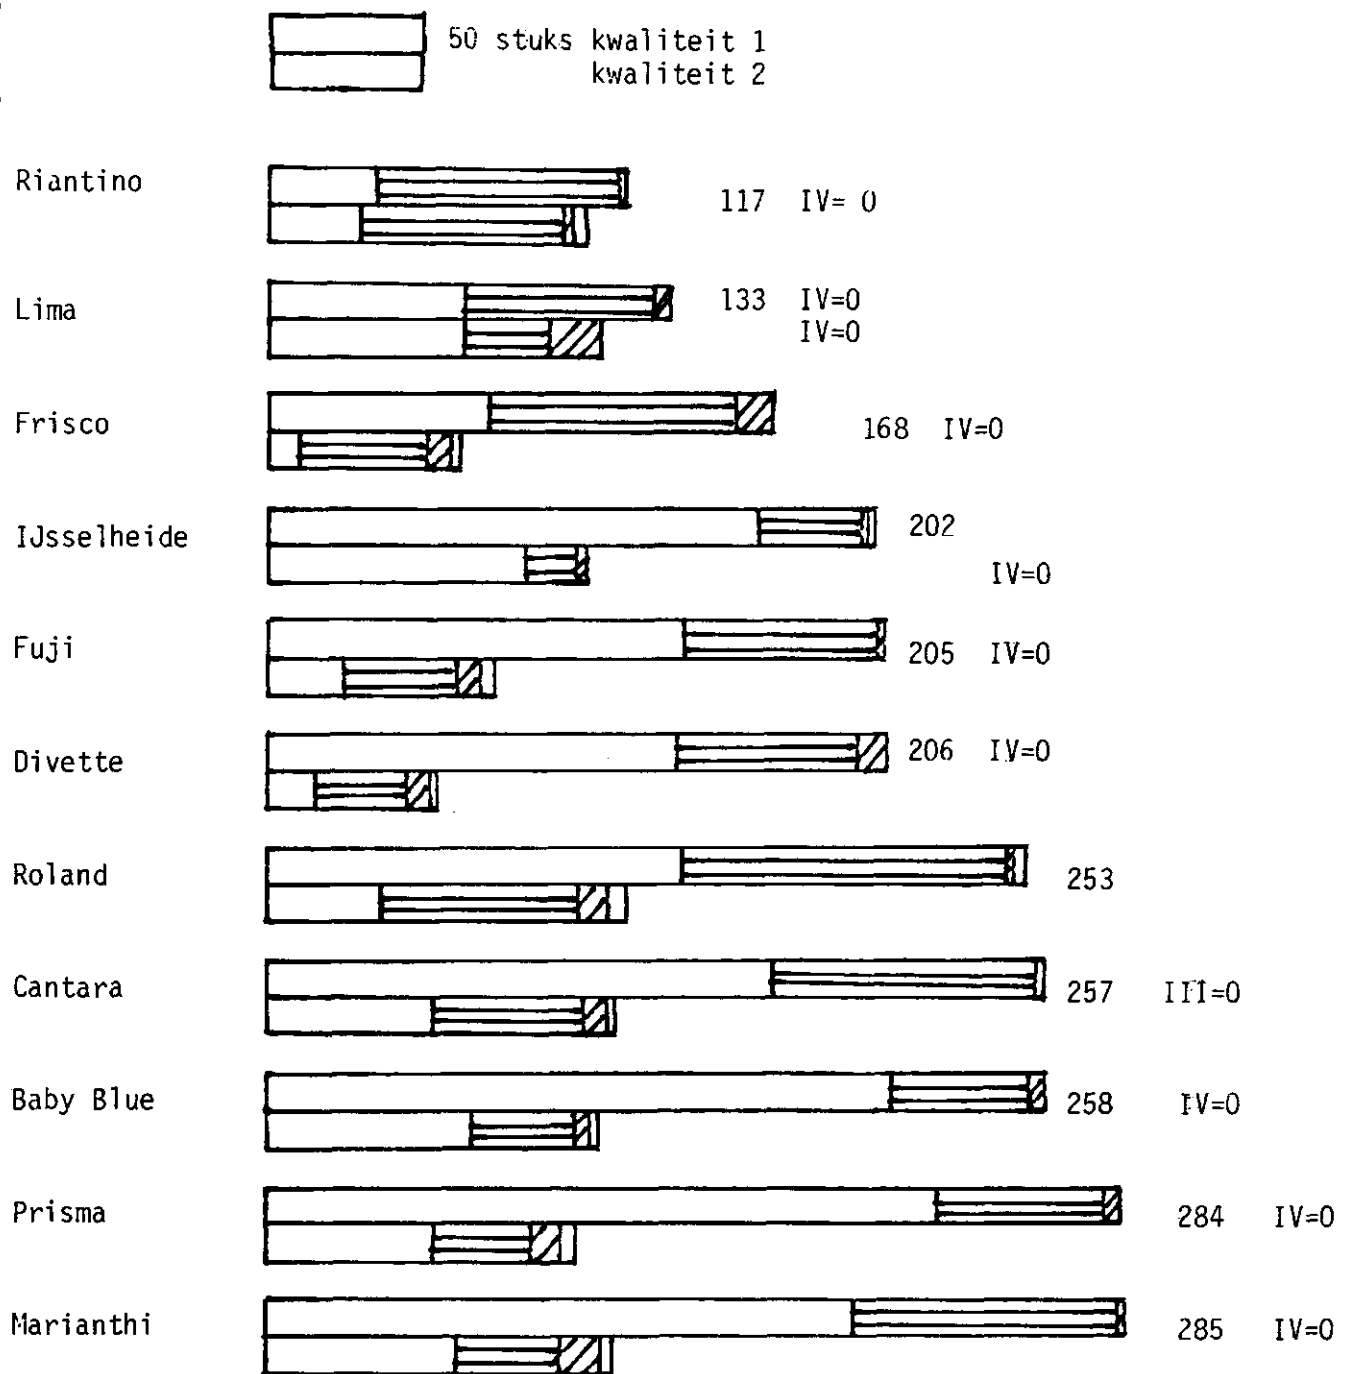 50 stuks kwaliteit 1
kwaliteit 2
Riantino 117 IV= 0
Lima 133 IV=0
IV=0
Frisco 168 IV=0
IJsselheide 202
IV=0
Fuji 205 IV=0
Divette 206 IV=0
Roland 253
Cantara 257 III=0
Baby Blue 258 IV=0
Prisma 284 IV=0
Marianthi 285 IV=0